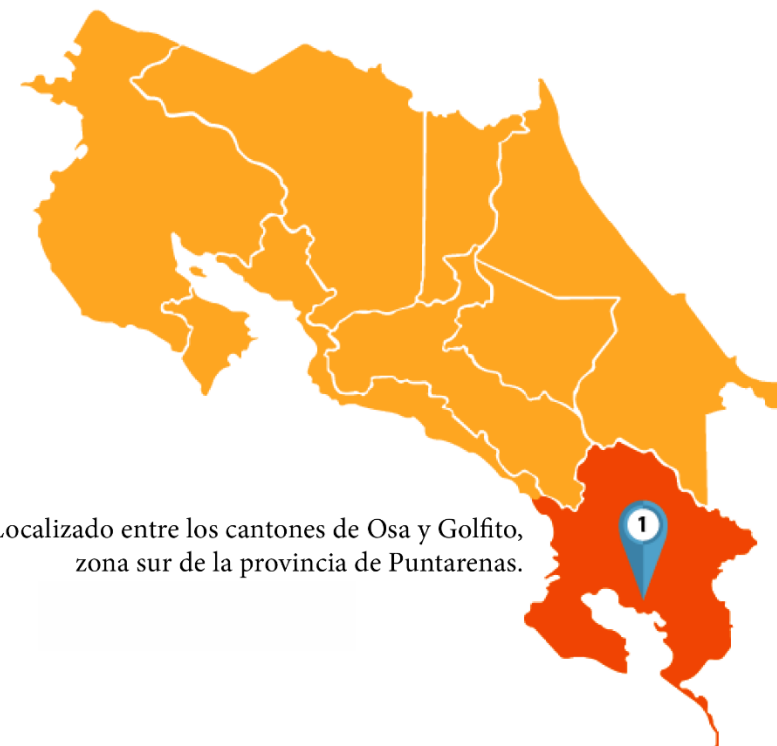 Localizado entre los cantones de Osa y Golfito,
zona sur de la provincia de Puntarenas.
1